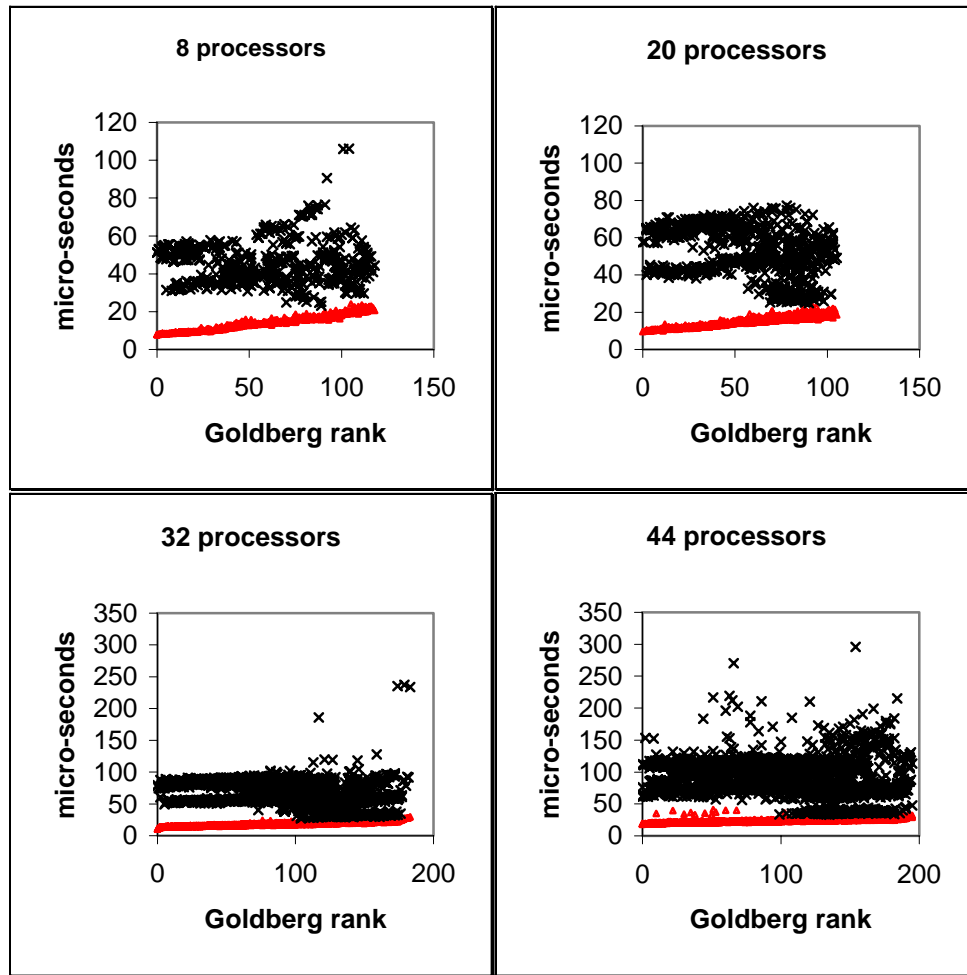 8 processors
120
100
80
60
40
20
0
micro-seconds
0 50 100 150
Goldberg rank
20 processors
120
100
80
60
40
20
0
micro-seconds
0 50 100 150
Goldberg rank
32 processors
350
300
250
200
150
100
50
0
micro-seconds
0 100 200
Goldberg rank
44 processors
350
300
250
200
150
100
50
0
micro-seconds
0 100 200
Goldberg rank